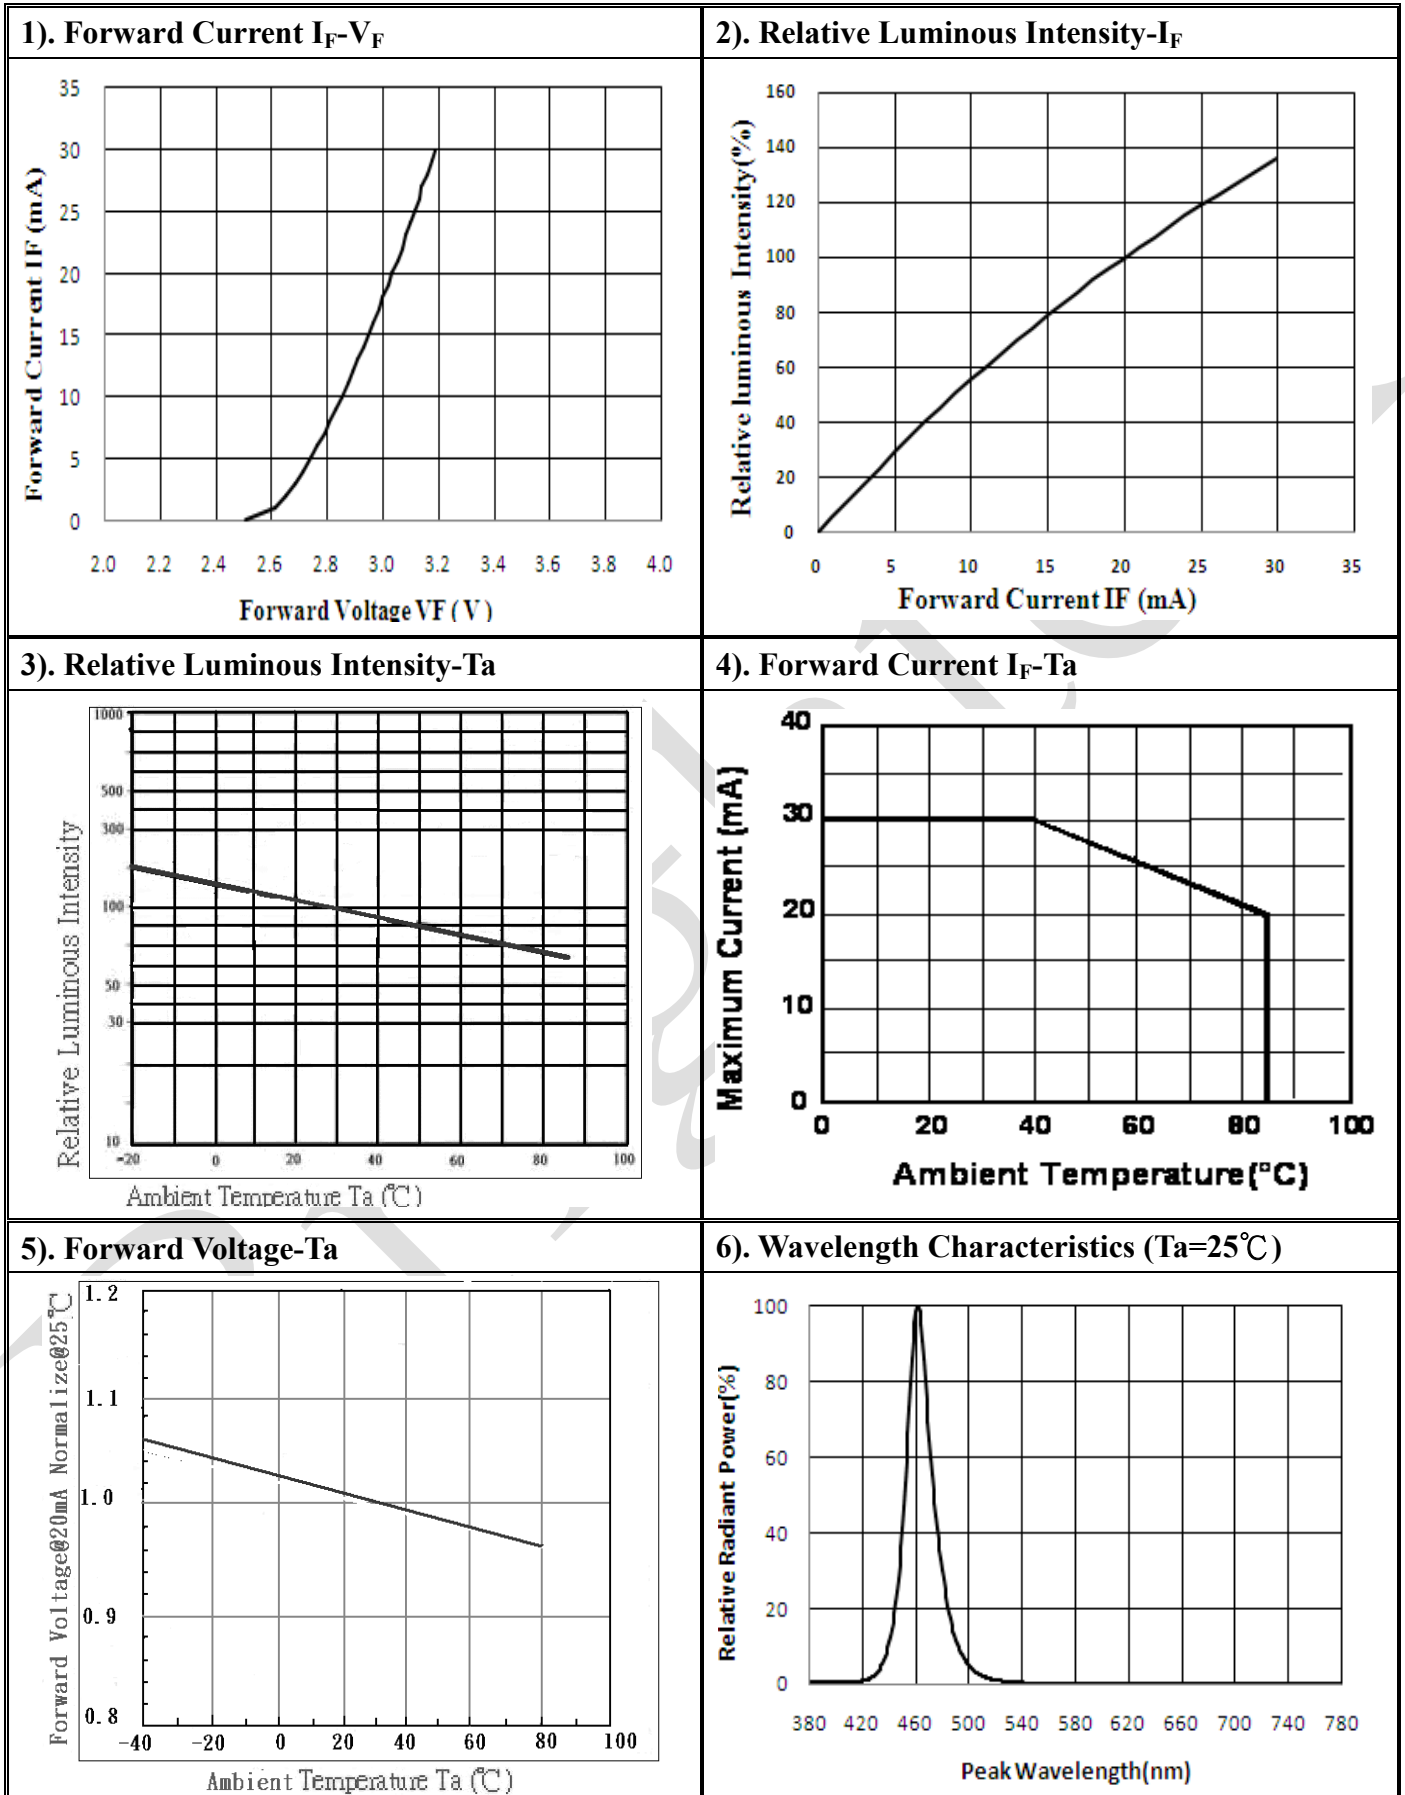 1). Forward Current IF-VF
35
30
25
20
15
10
5
0
2.0 2.2 2.4 2.6 2.8 3.0 3.2 3.4 3.6 3.8 4.0
Forward Current IF (mA)
Forward Voltage VF ( V )
2). Relative Luminous Intensity-IF
160
140
120
100
80
60
40
20
0
0 5 10 15 20 25 30 35
Relative luminous Intensity(%)
Forward Current IF (mA)
3). Relative Luminous Intensity-Ta
1000
500
300
100
50
30
10
-20 0 20 40 60 80 100
Relative Luminous Intensity
Ambient Temperature Ta (℃)
4). Forward Current IF-Ta
40
30
20
10
0
0 20 40 60 80 100
Maximum Current (mA)
Ambient Temperature(°C)
5). Forward Voltage-Ta
1.2
1.1
1.0
0.9
0.8
-40 -20 0 20 40 60 80 100
Forward Voltage@20mA Normalize@25℃
Ambient Temperature Ta (℃)
6). Wavelength Characteristics (Ta=25℃)
100
80
60
40
20
0
380 420 460 500 540 580 620 660 700 740 780
Relative Radiant Power(%)
Peak Wavelength(nm)